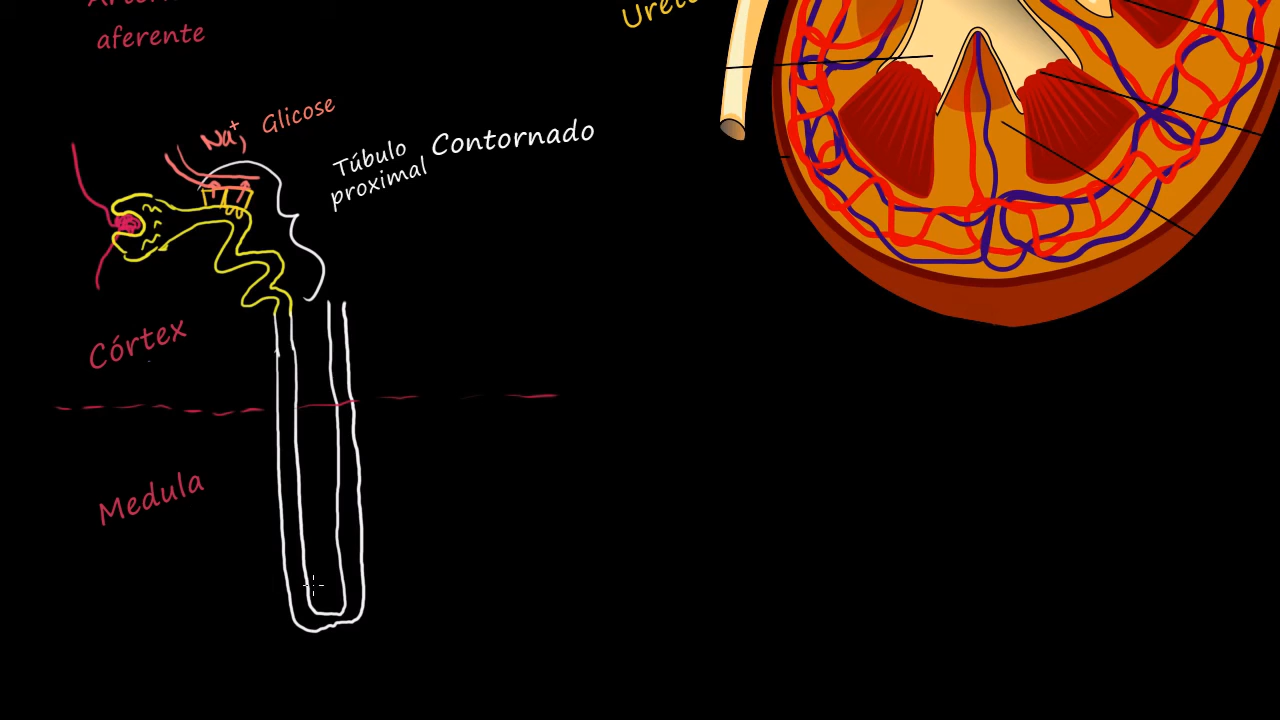 aferente
Na⁺, Glicose
Túbulo
proximal Contornado
Córtex
Medula